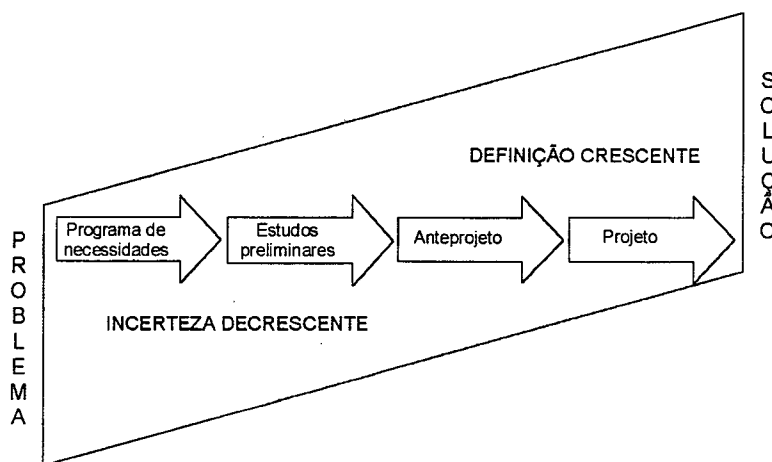 PROBLEMA
Programa de
necessidades
Estudos
preliminares
Anteprojeto
Projeto
DEFINIÇÃO CRESCENTE
INCERTEZA DECRESCENTE
SOLUÇÃO